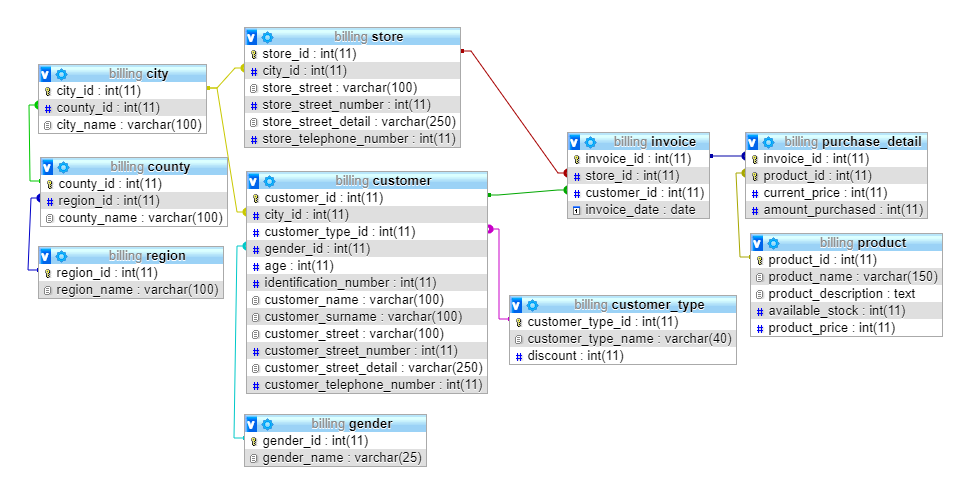 billing city
city_id : int(11)
county_id : int(11)
city_name : varchar(100)
billing county
county_id : int(11)
region_id : int(11)
county_name : varchar(100)
billing region
region_id : int(11)
region_name : varchar(100)
billing store
store_id : int(11)
city_id : int(11)
store_street : varchar(100)
store_street_number : int(11)
store_street_detail : varchar(250)
store_telephone_number : int(11)
billing customer
customer_id : int(11)
city_id : int(11)
customer_type_id : int(11)
gender_id : int(11)
age : int(11)
identification_number : int(11)
customer_name : varchar(100)
customer_surname : varchar(100)
customer_street : varchar(100)
customer_street_number : int(11)
customer_street_detail : varchar(250)
customer_telephone_number : int(11)
billing gender
gender_id : int(11)
gender_name : varchar(25)
billing invoice
invoice_id : int(11)
store_id : int(11)
customer_id : int(11)
invoice_date : date
billing customer_type
customer_type_id : int(11)
customer_type_name : varchar(40)
discount : int(11)
billing purchase_detail
invoice_id : int(11)
product_id : int(11)
current_price : int(11)
amount_purchased : int(11)
billing product
product_id : int(11)
product_name : varchar(150)
product_description : text
available_stock : int(11)
product_price : int(11)